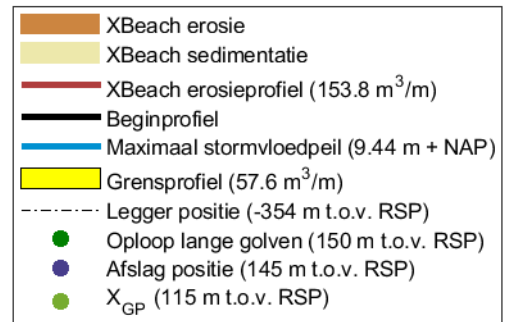 XBeach erosie
XBeach sedimentatie
XBeach erosieprofiel (153.8 m³/m)
Beginprofiel
Maximaal stormvloedpeil (9.44 m + NAP)
Grensprofiel (57.6 m³/m)
Legger positie (-354 m t.o.v. RSP)
Oploop lange golven (150 m t.o.v. RSP)
Afslag positie (145 m t.o.v. RSP)
X_GP (115 m t.o.v. RSP)